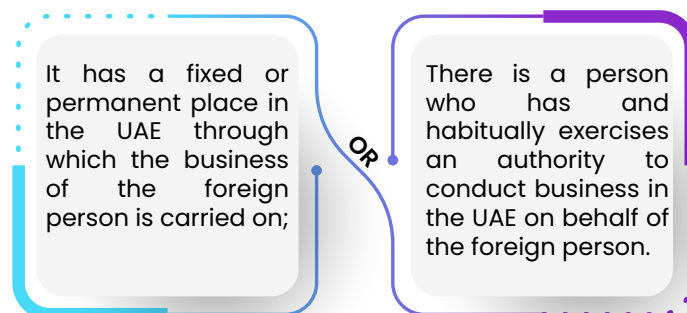 It has a fixed or
permanent place in
the UAE through
which the business
of the foreign
person is carried on;
OR
There is a person
who has and
habitually exercises
an authority to
conduct business in
the UAE on behalf of
the foreign person.